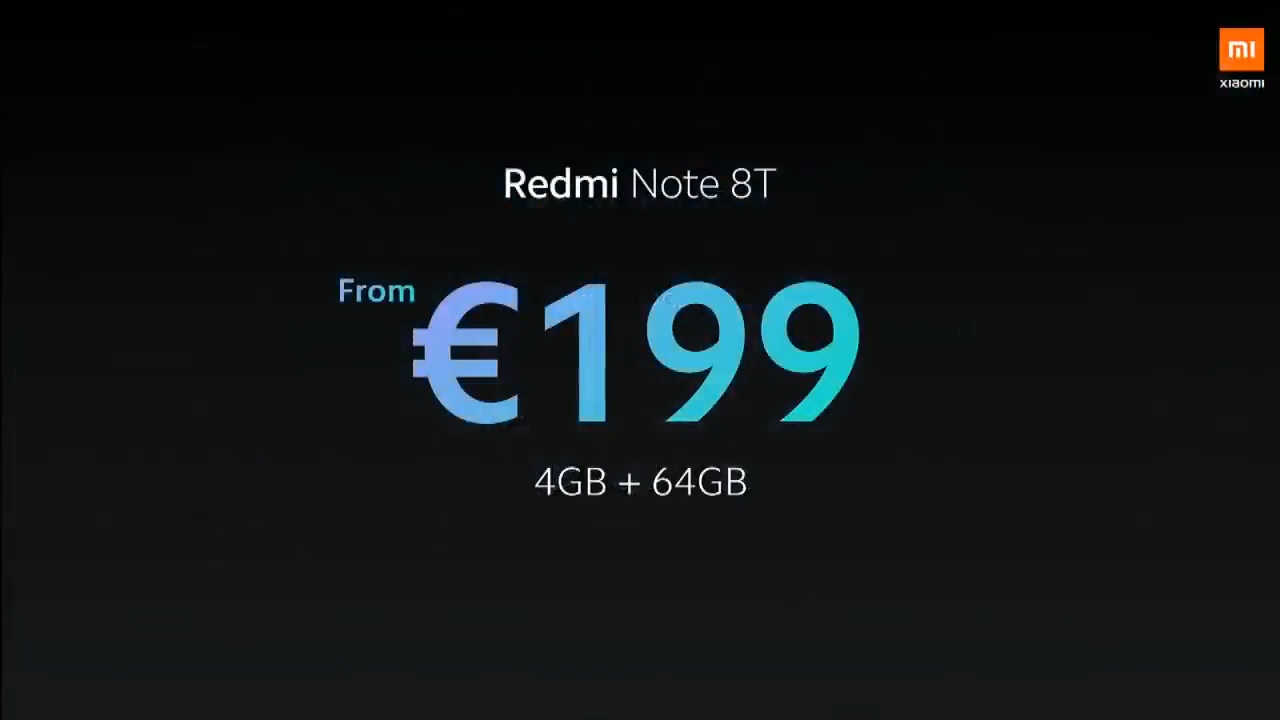 mi
xiaomi
Redmi Note 8T
From
€199
4GB + 64GB